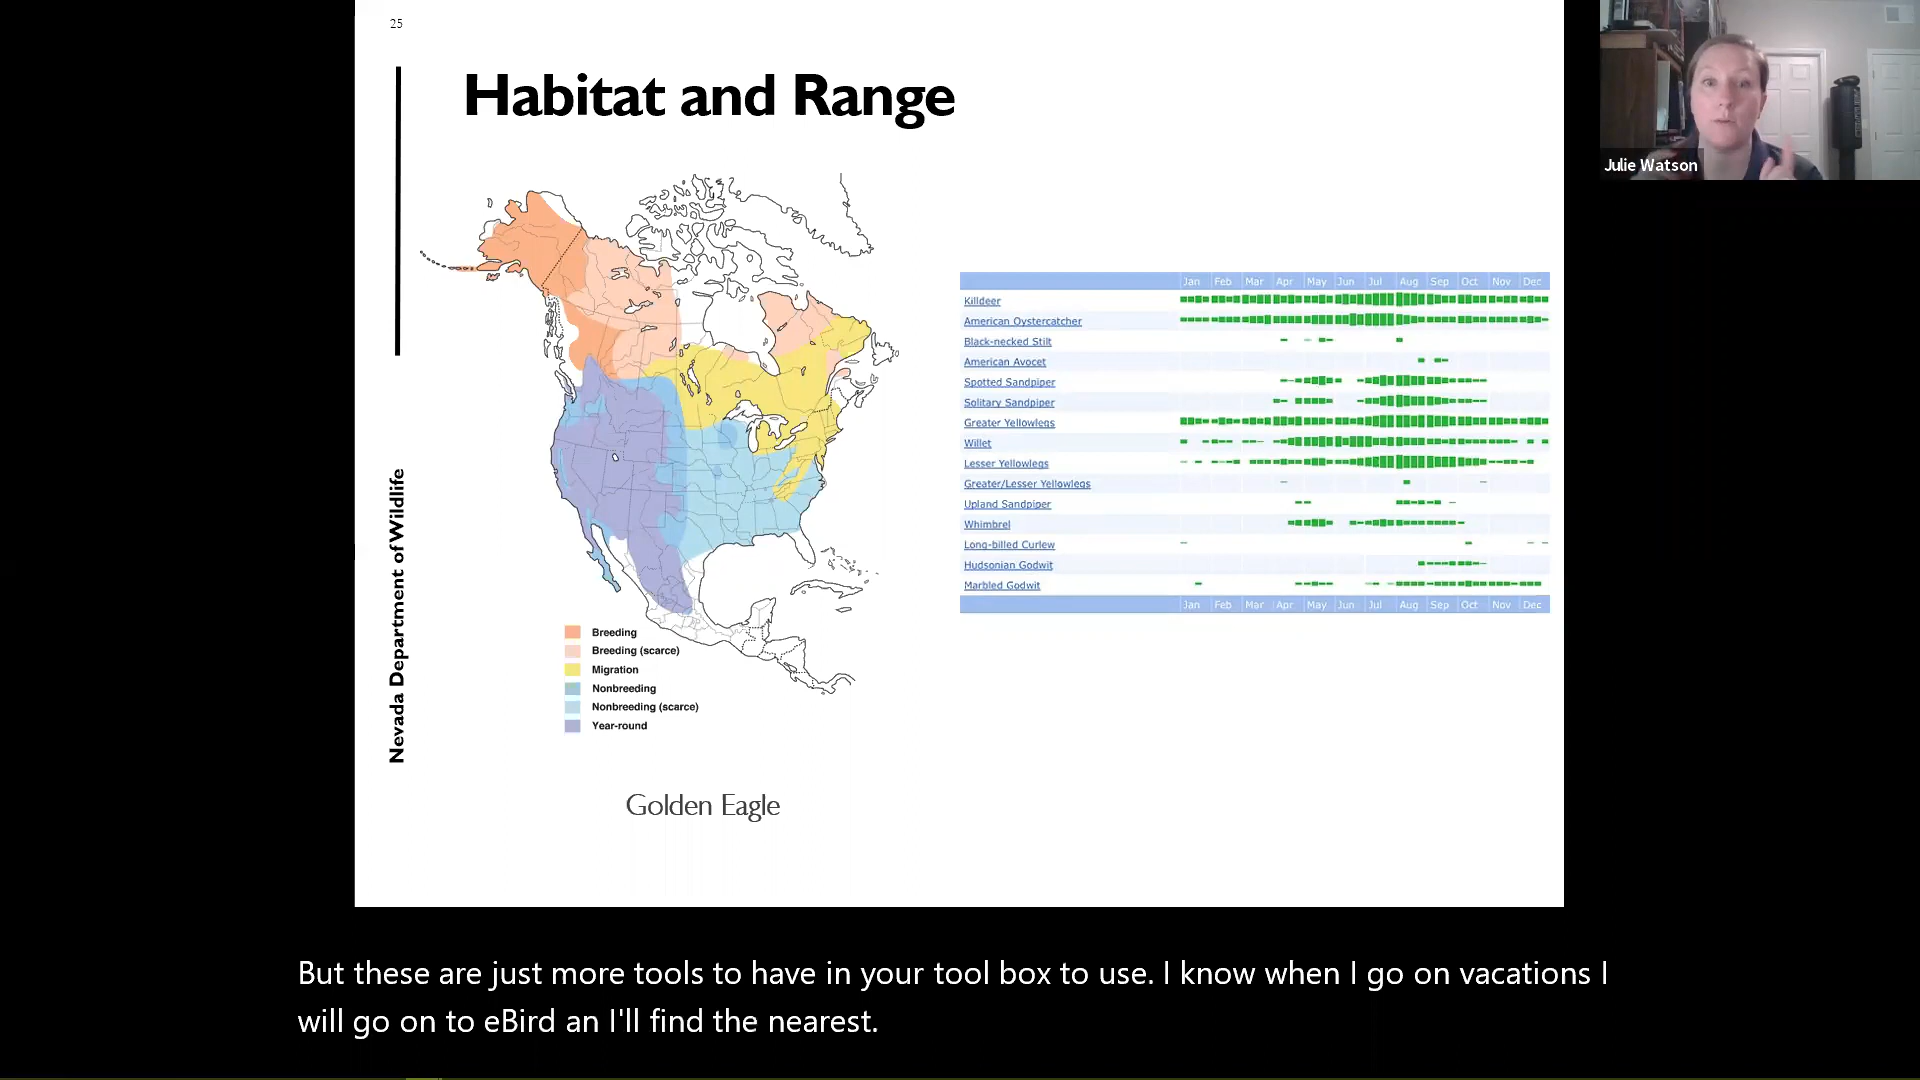 25
Habitat and Range
Nevada Department of Wildlife
Breeding
Breeding (scarce)
Migration
Nonbreeding
Nonbreeding (scarce)
Year-round
Golden Eagle
Jan Feb Mar Apr May Jun Jul Aug Sep Oct Nov Dec
Killdeer
American Oystercatcher
Black-necked Stilt
American Avocet
Spotted Sandpiper
Solitary Sandpiper
Greater Yellowlegs
Willet
Lesser Yellowlegs
Greater/Lesser Yellowlegs
Upland Sandpiper
Whimbrel
Long-billed Curlew
Hudsonian Godwit
Marbled Godwit
Jan Feb Mar Apr May Jun Jul Aug Sep Oct Nov Dec
Julie Watson
But these are just more tools to have in your tool box to use. I know when I go on vacations I
will go on to eBird an I'll find the nearest.